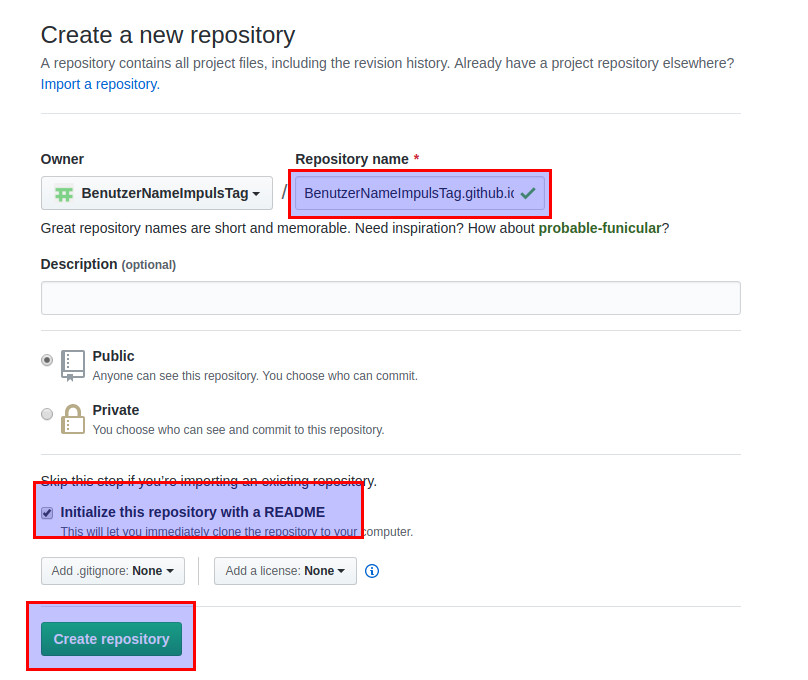 Create a new repository
A repository contains all project files, including the revision history. Already have a project repository elsewhere?
Import a repository.
Owner Repository name *
BenutzerNameImpulsTag / BenutzerNameImpulsTag.github.io
Great repository names are short and memorable. Need inspiration? How about probable-funicular?
Description (optional)
Public
Anyone can see this repository. You choose who can commit.
Private
You choose who can see and commit to this repository.
Skip this step if you're importing an existing repository.
Initialize this repository with a README
This will let you immediately clone the repository to your computer.
Add .gitignore: None Add a license: None
Create repository